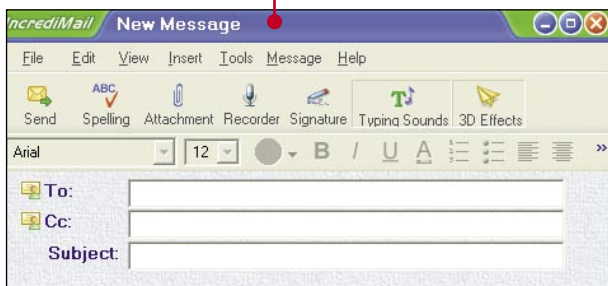 IncrediMail New Message
File Edit View Insert Tools Message Help
ABC
Send Spelling Attachment Recorder Signature Typing Sounds 3D Effects
Arial 12 B I U A »
To:
Cc:
Subject: